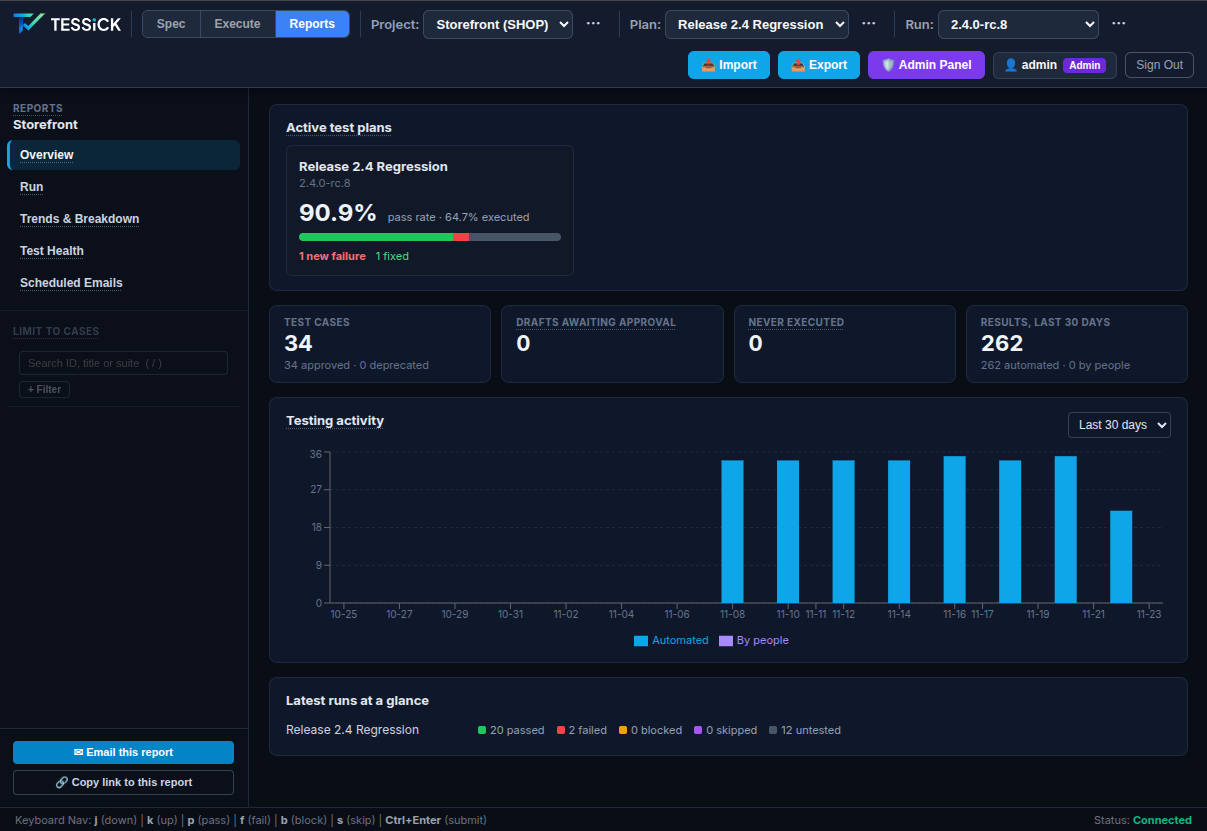 TESSiCK
Spec Execute Reports Project: Storefront (SHOP) ··· Plan: Release 2.4 Regression ··· Run: 2.4.0-rc.8 ···
Import Export Admin Panel admin Admin Sign Out
REPORTS
Storefront
Overview
Run
Trends & Breakdown
Test Health
Scheduled Emails
LIMIT TO CASES
Search ID, title or suite ( / )
+ Filter
Email this report
Copy link to this report
Active test plans
Release 2.4 Regression
2.4.0-rc.8
90.9% pass rate · 64.7% executed
1 new failure 1 fixed
TEST CASES
34
34 approved · 0 deprecated
DRAFTS AWAITING APPROVAL
0
NEVER EXECUTED
0
RESULTS, LAST 30 DAYS
262
262 automated · 0 by people
Testing activity
Last 30 days
36
27
18
9
0
10-25 10-27 10-29 10-31 11-02 11-04 11-06 11-08 11-10 11-11 11-12 11-14 11-16 11-17 11-19 11-21 11-23
Automated By people
Latest runs at a glance
Release 2.4 Regression 20 passed 2 failed 0 blocked 0 skipped 12 untested
Keyboard Nav: j (down) | k (up) | p (pass) | f (fail) | b (block) | s (skip) | Ctrl+Enter (submit)
Status: Connected